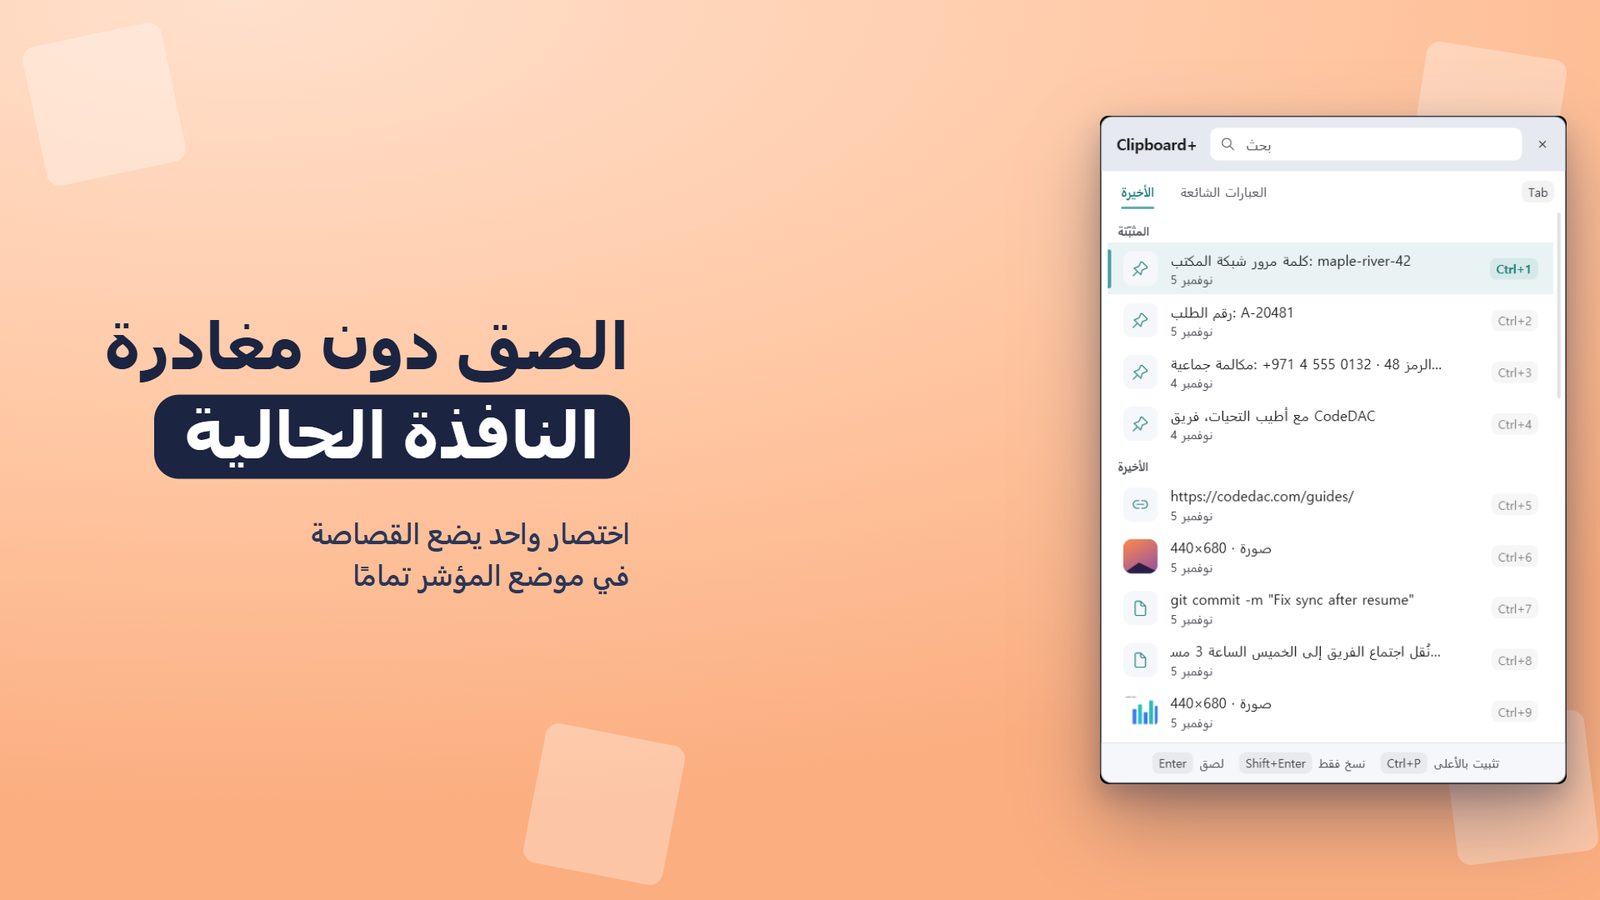 الصق دون مغادرة
النافذة الحالية
اختصار واحد يضع القصاصة
في موضع المؤشر تمامًا
Clipboard+
بحث
الأخيرة
العبارات الشائعة
Tab
المثبّتة
كلمة مرور شبكة المكتب: maple-river-42
Ctrl+1
نوفمبر 5
رقم الطلب: A-20481
Ctrl+2
نوفمبر 5
مكالمة جماعية: +971 4 555 0132 · الرمز 48...
Ctrl+3
نوفمبر 4
مع أطيب التحيات، فريق CodeDAC
Ctrl+4
نوفمبر 4
الأخيرة
https://codedac.com/guides/
Ctrl+5
نوفمبر 5
صورة · 680×440
Ctrl+6
نوفمبر 5
git commit -m "Fix sync after resume"
Ctrl+7
نوفمبر 5
نُقل اجتماع الفريق إلى الخميس الساعة 3 مس...
Ctrl+8
نوفمبر 5
صورة · 680×440
Ctrl+9
نوفمبر 5
Enter لصق
Shift+Enter نسخ فقط
Ctrl+P تثبيت بالأعلى